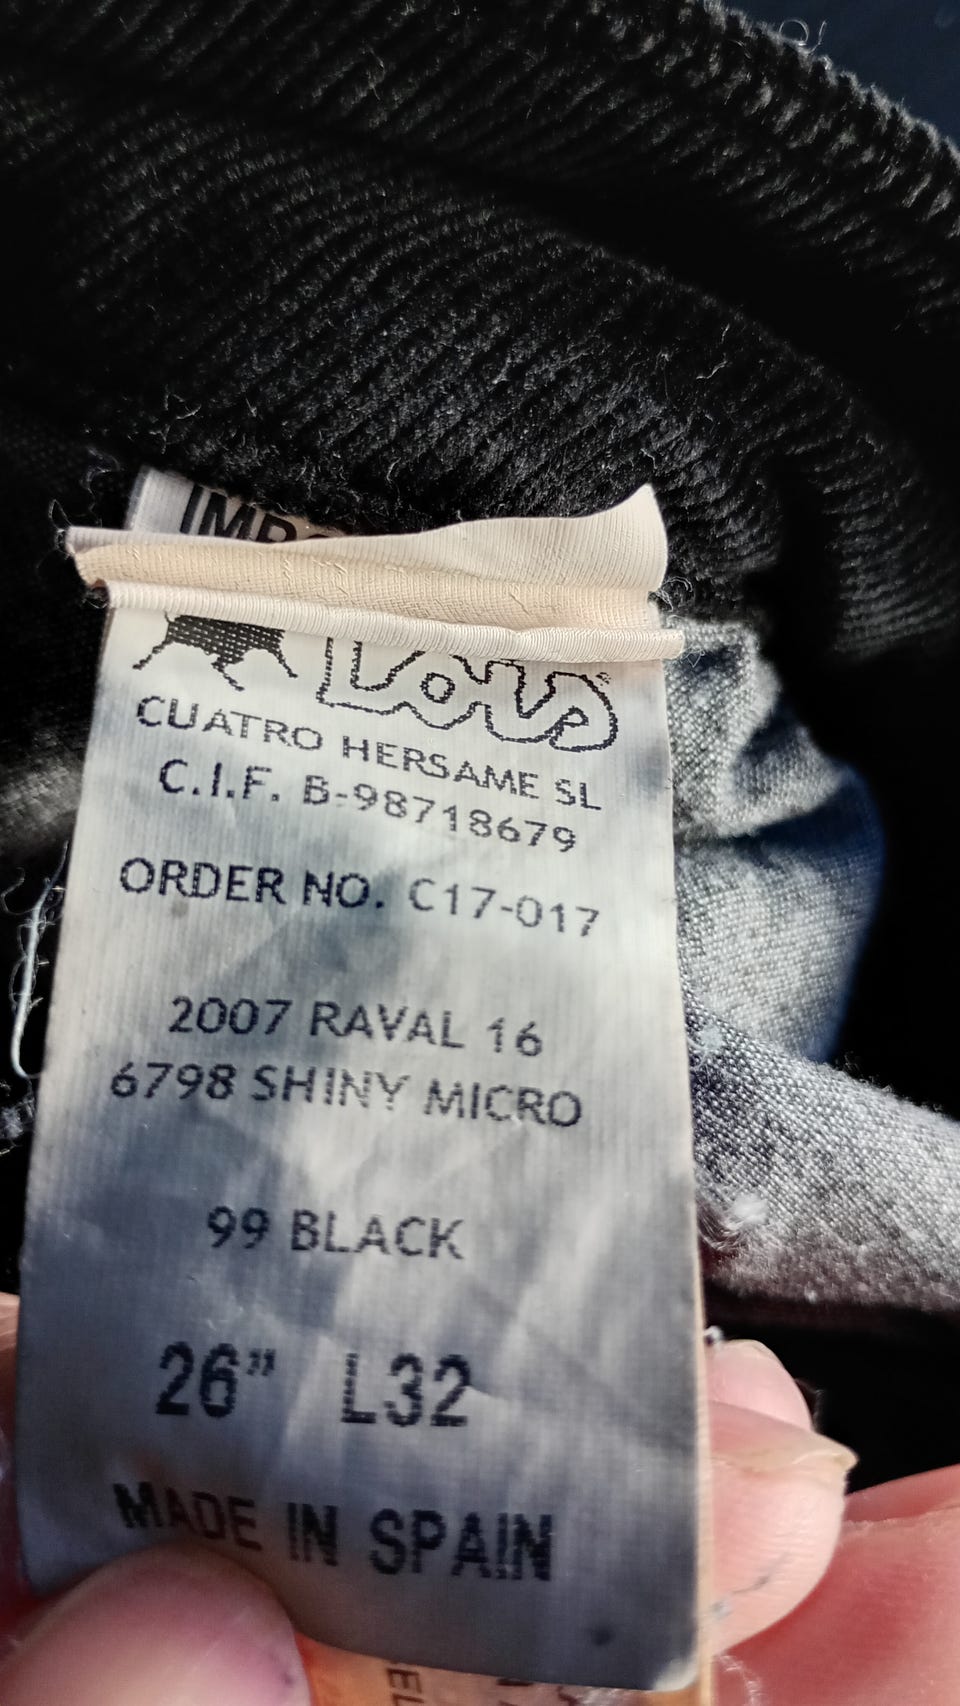 Lois
CUATRO HERSAME SL
C.I.F. B-98718679
ORDER NO. C17-017
2007 RAVAL 16
6798 SHINY MICRO
99 BLACK
26” L32
MADE IN SPAIN